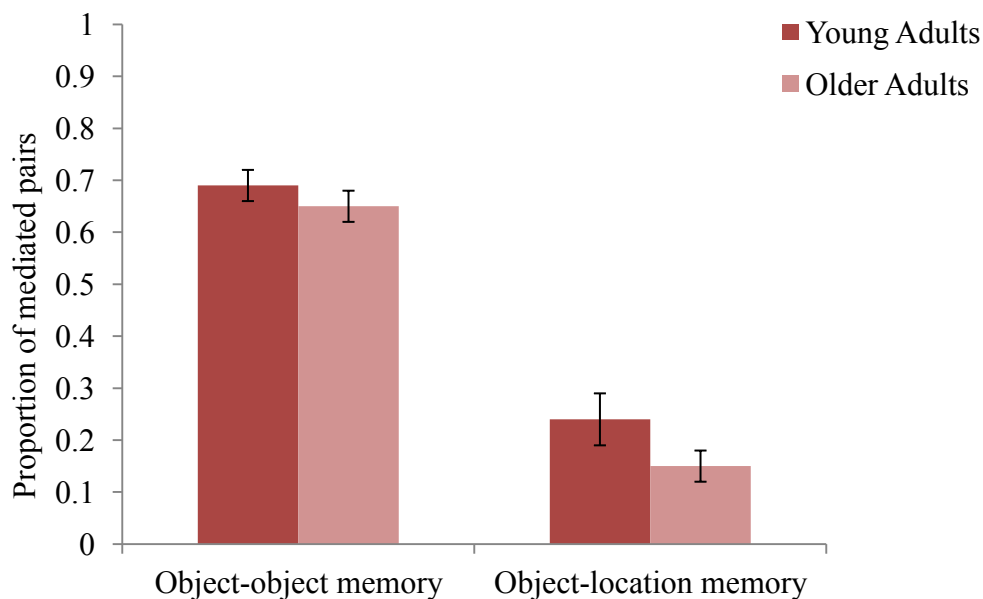 Proportion of mediated pairs
1
0.9
0.8
0.7
0.6
0.5
0.4
0.3
0.2
0.1
0
Object-object memory
Object-location memory
Young Adults
Older Adults